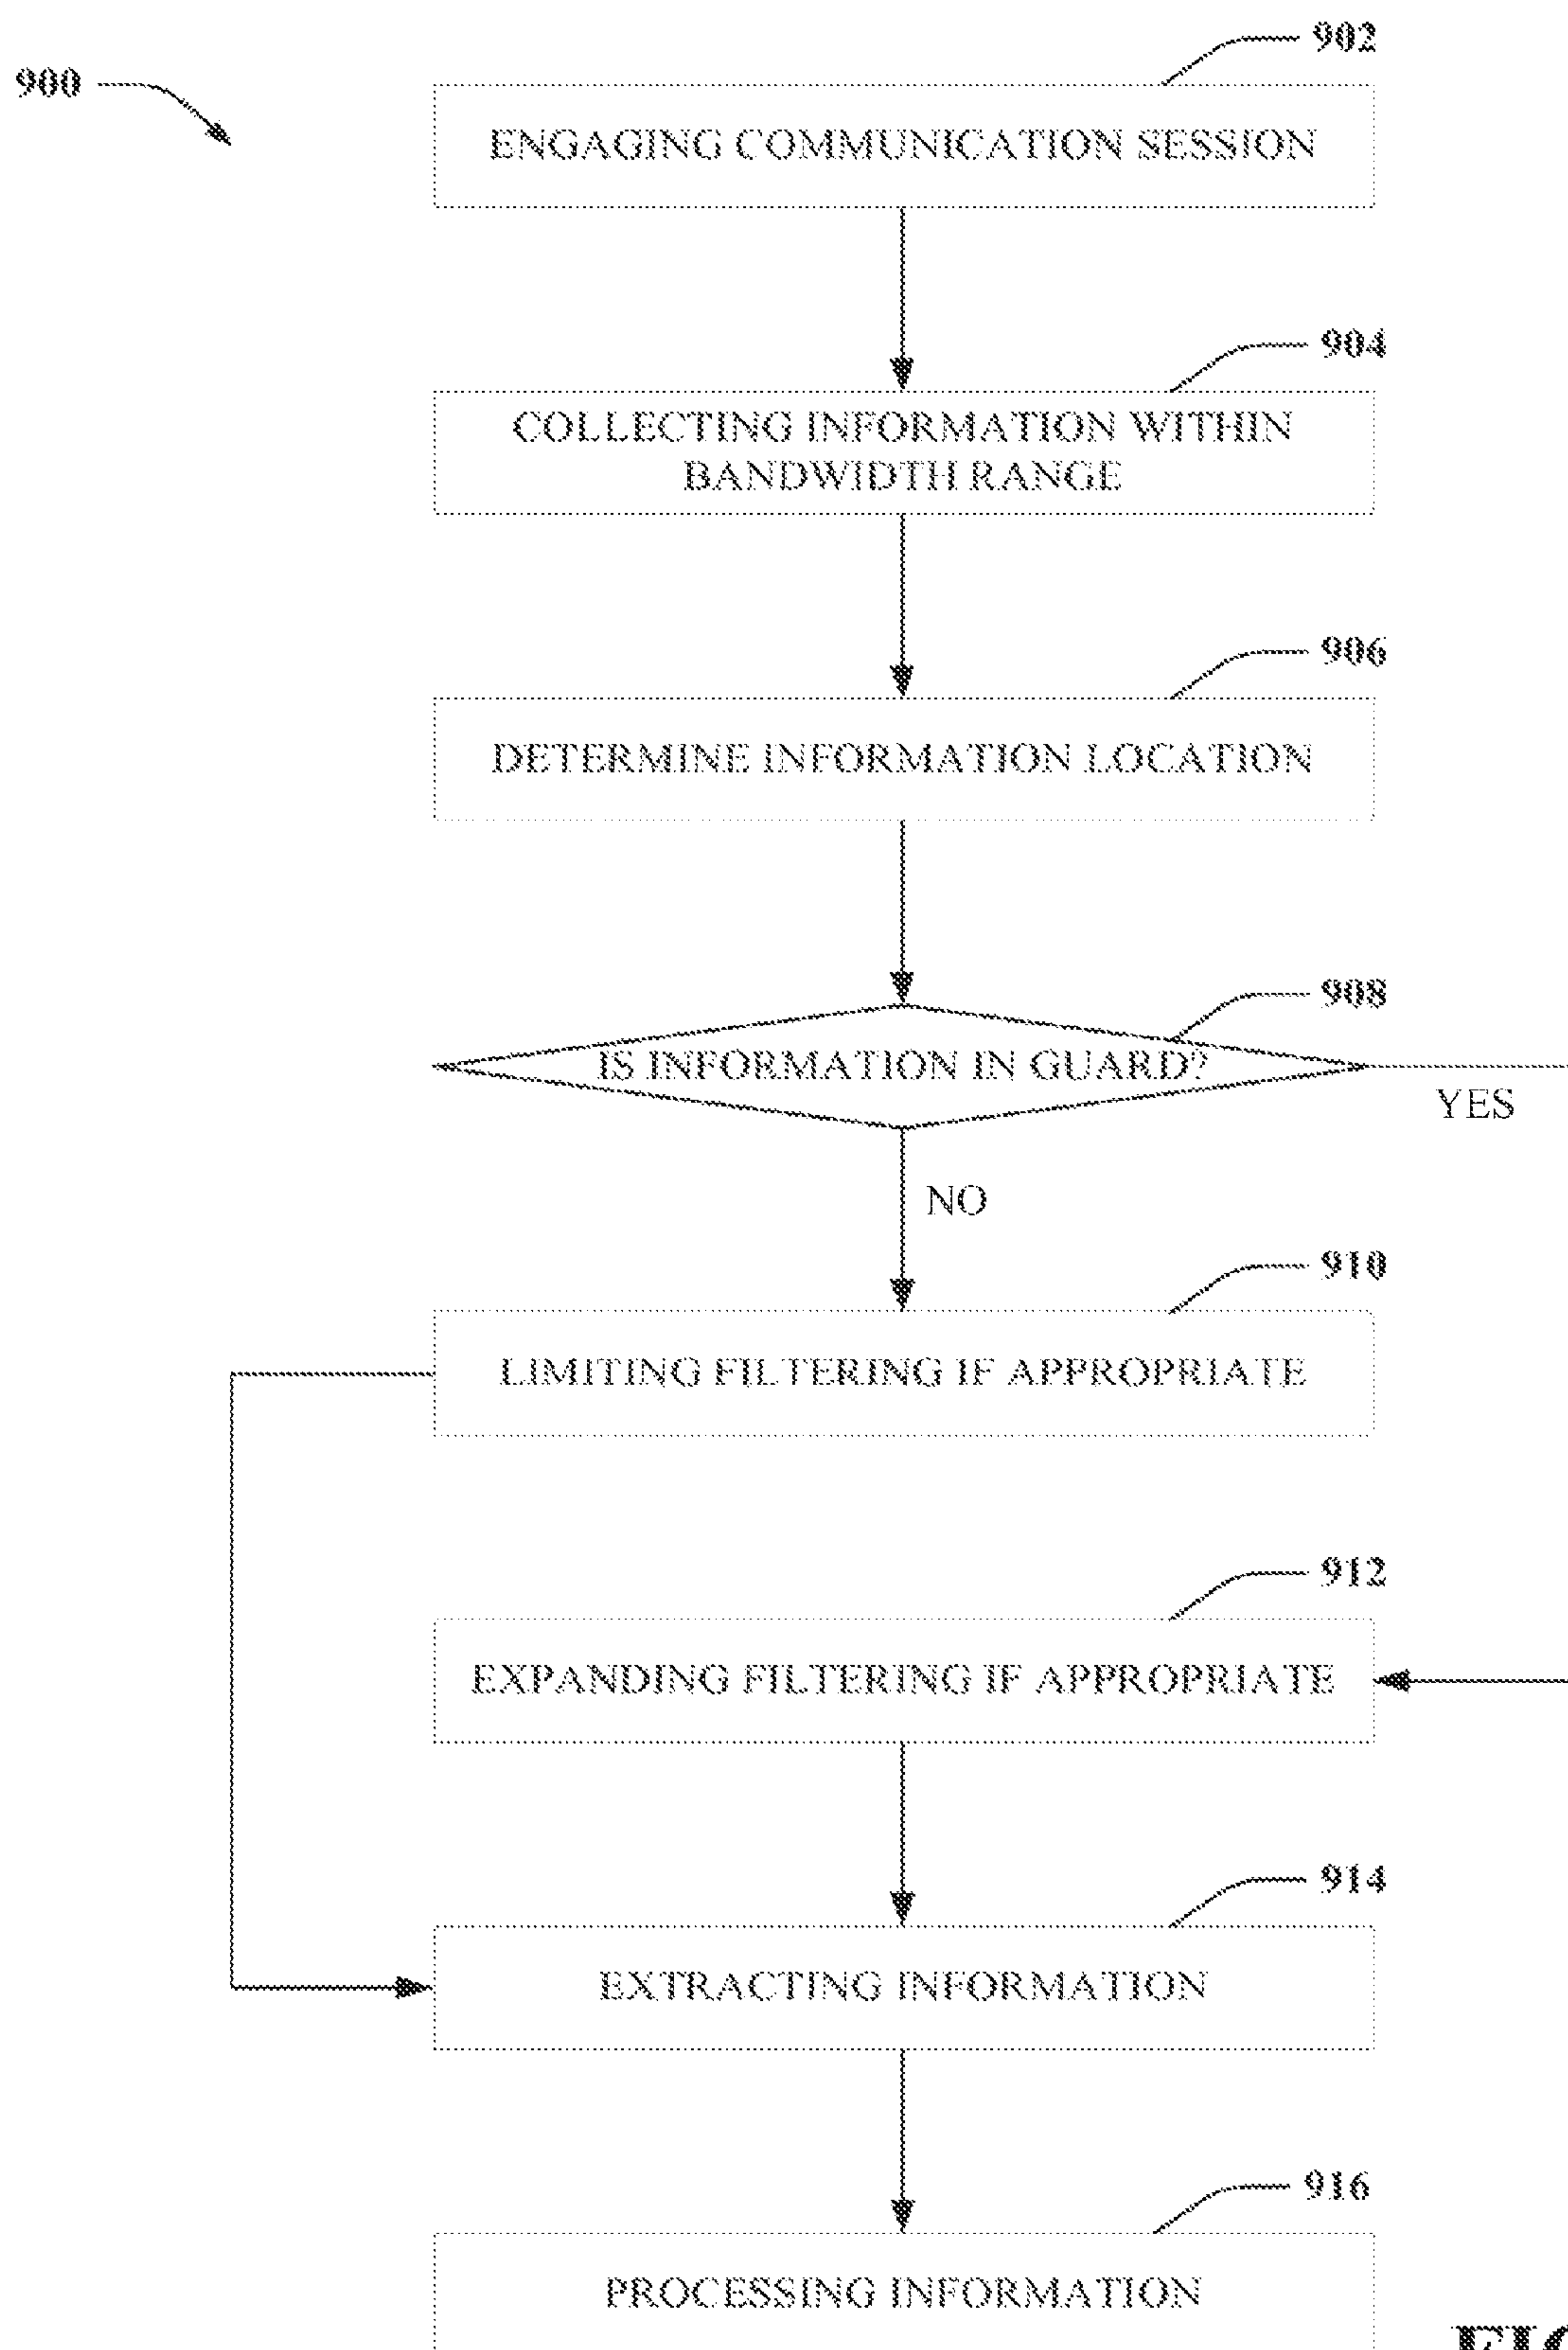 902
900
ENGAGING COMMUNICATION SESSION
904
COLLECTING INFORMATION WITHIN
BANDWIDTH RANGE
906
DETERMINE INFORMATION LOCATION
908
IS INFORMATION IN GUARD?
YES
NO
910
LIMITING FILTERING IF APPROPRIATE
912
EXPANDING FILTERING IF APPROPRIATE
914
EXTRACTING INFORMATION
916
PROCESSING INFORMATION